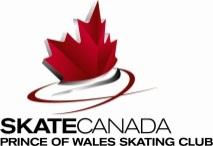 SKATECANADA
PRINCE OF WALES SKATING CLUB